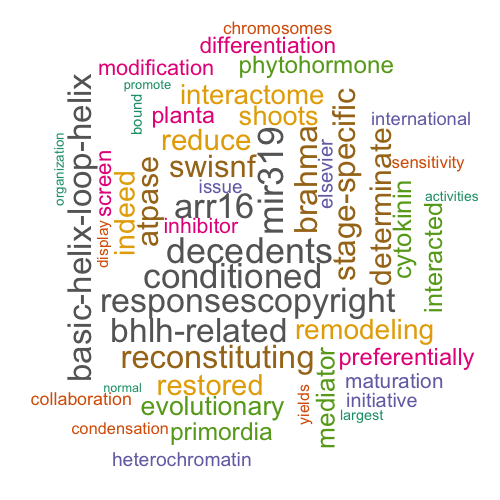 chromosomes
differentiation
modification
phytohormone
promote
interactome
bound
planta
shoots
international
reduce
organization
screen
basic-helix-loop-helix
swisnf
issue
mir319
brahma
elsevier
stage-specific
determinate
sensitivity
activities
display
indeed
atpase
arr16
inhibitor
cytokinin
interacted
decedents
conditioned
responsescopyright
bhlh-related
remodeling
reconstituting
mediator
preferentially
normal
restored
maturation
collaboration
evolutionary
yields
initiative
largest
condensation
primordia
heterochromatin